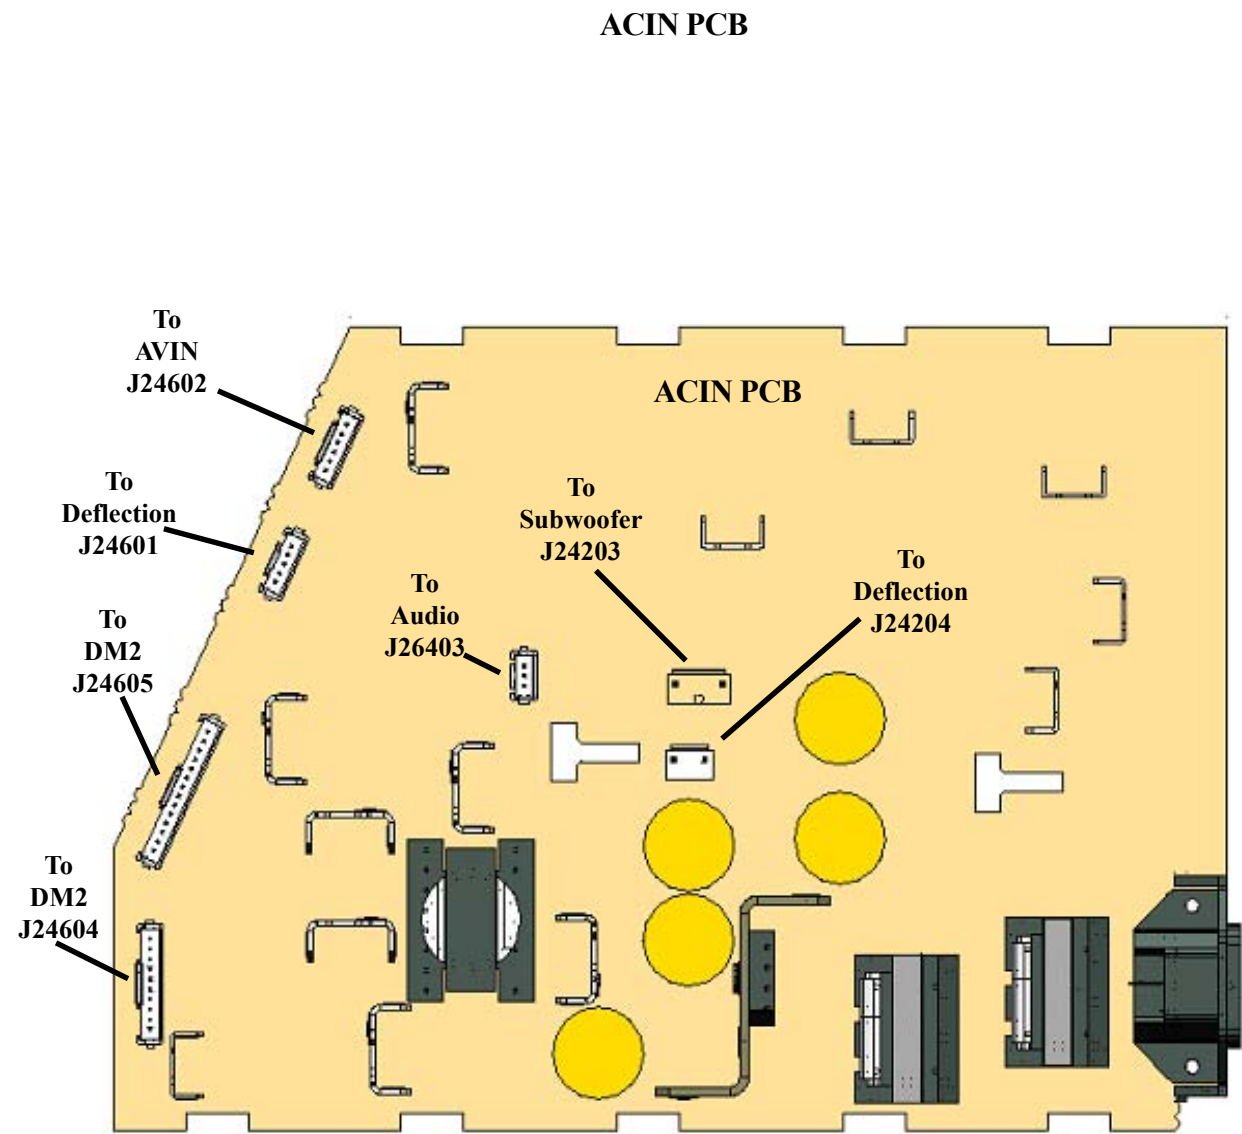 ACIN PCB
To
AVIN
J24602
ACIN PCB
To
Deflection
J24601
To
Subwoofer
J24203
To
Deflection
J24204
To
Audio
J26403
To
DM2
J24605
To
DM2
J24604